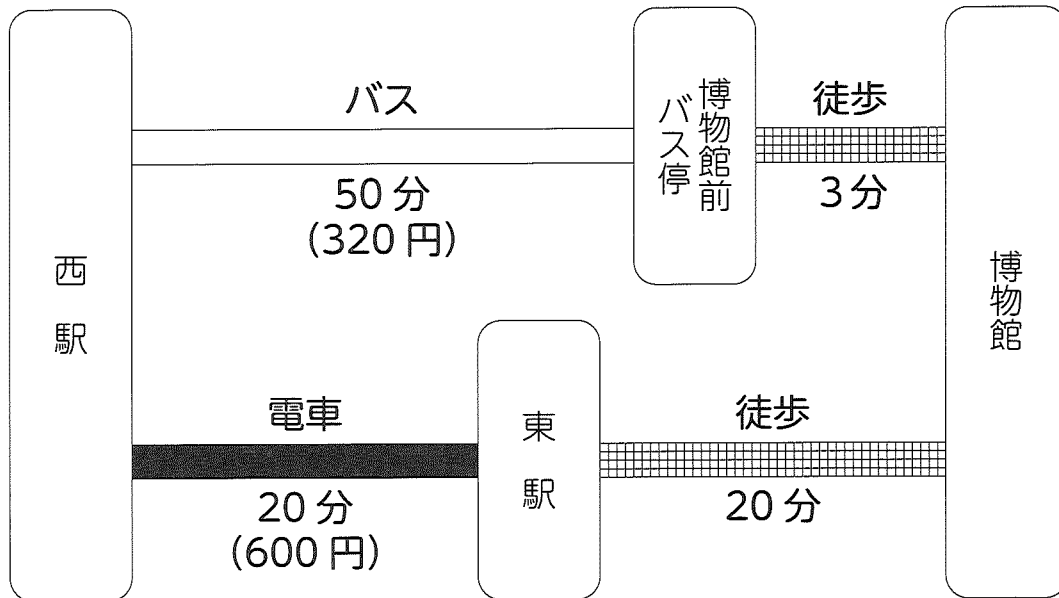 西駅
バス
50分
(320円)
博物館前
バス停
徒歩
3分
電車
20分
(600円)
東駅
徒歩
20分
博物館